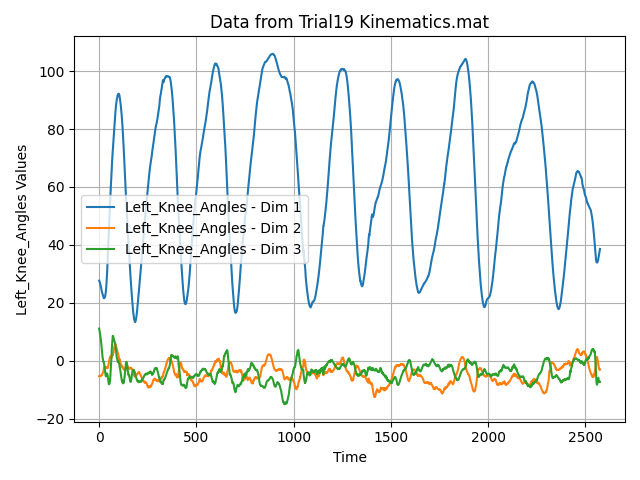 Data from Trial19 Kinematics.mat
Left_Knee_Angles Values
100
80
60
40
20
0
−20
Left_Knee_Angles - Dim 1
Left_Knee_Angles - Dim 2
Left_Knee_Angles - Dim 3
0 500 1000 1500 2000 2500
Time